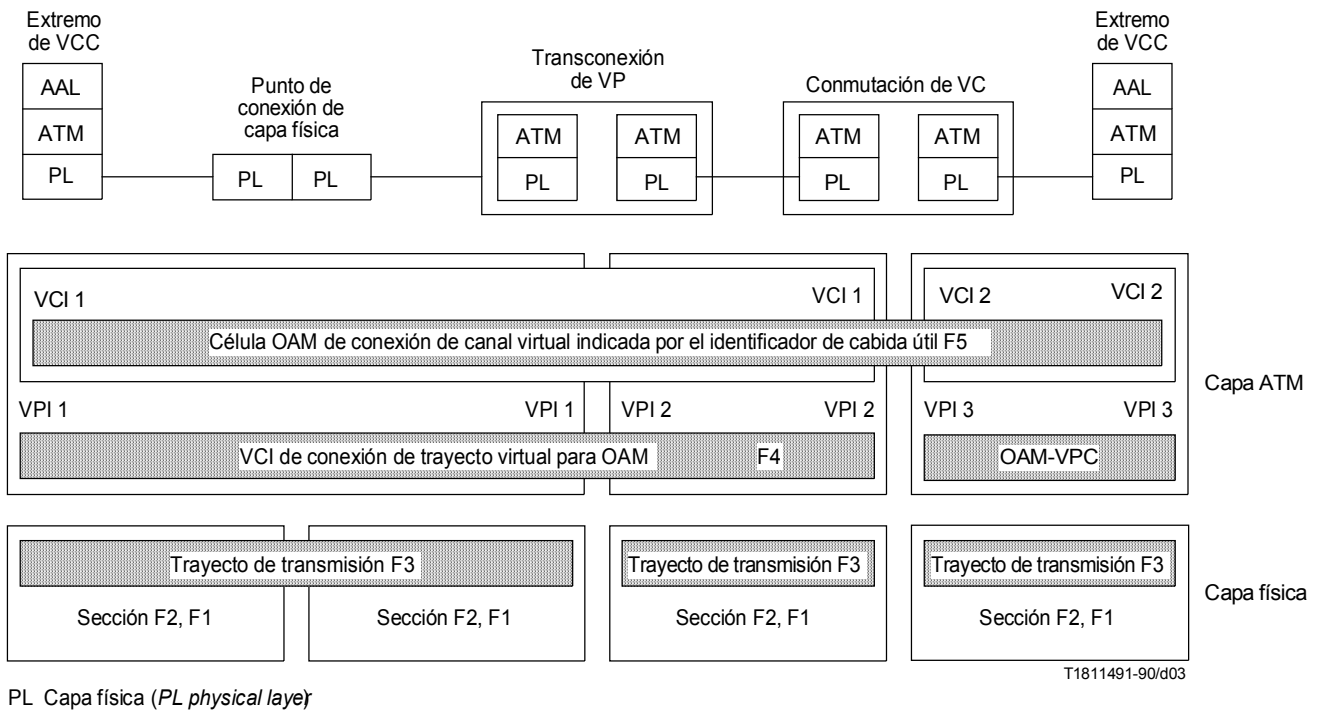 Extremo
de VCC
Extremo
de VCC
Transconexión
de VP
Punto de
conexión de
capa física
Conmutación de VC
AAL
ATM
PL
PL
PL
ATM
PL
ATM
PL
ATM
PL
ATM
PL
AAL
ATM
PL
VCI 1
VCI 1
VCI 2
VCI 2
Célula OAM de conexión de canal virtual indicada por el identificador de cabida útil F5
Capa ATM
VPI 1
VPI 1
VPI 2
VPI 2
VPI 3
VPI 3
VCI de conexión de trayecto virtual para OAM
F4
OAM-VPC
Trayecto de transmisión F3
Trayecto de transmisión F3
Trayecto de transmisión F3
Capa física
Sección F2, F1
Sección F2, F1
Sección F2, F1
Sección F2, F1
T1811491-90/d03
PL Capa física (PL physical layer)